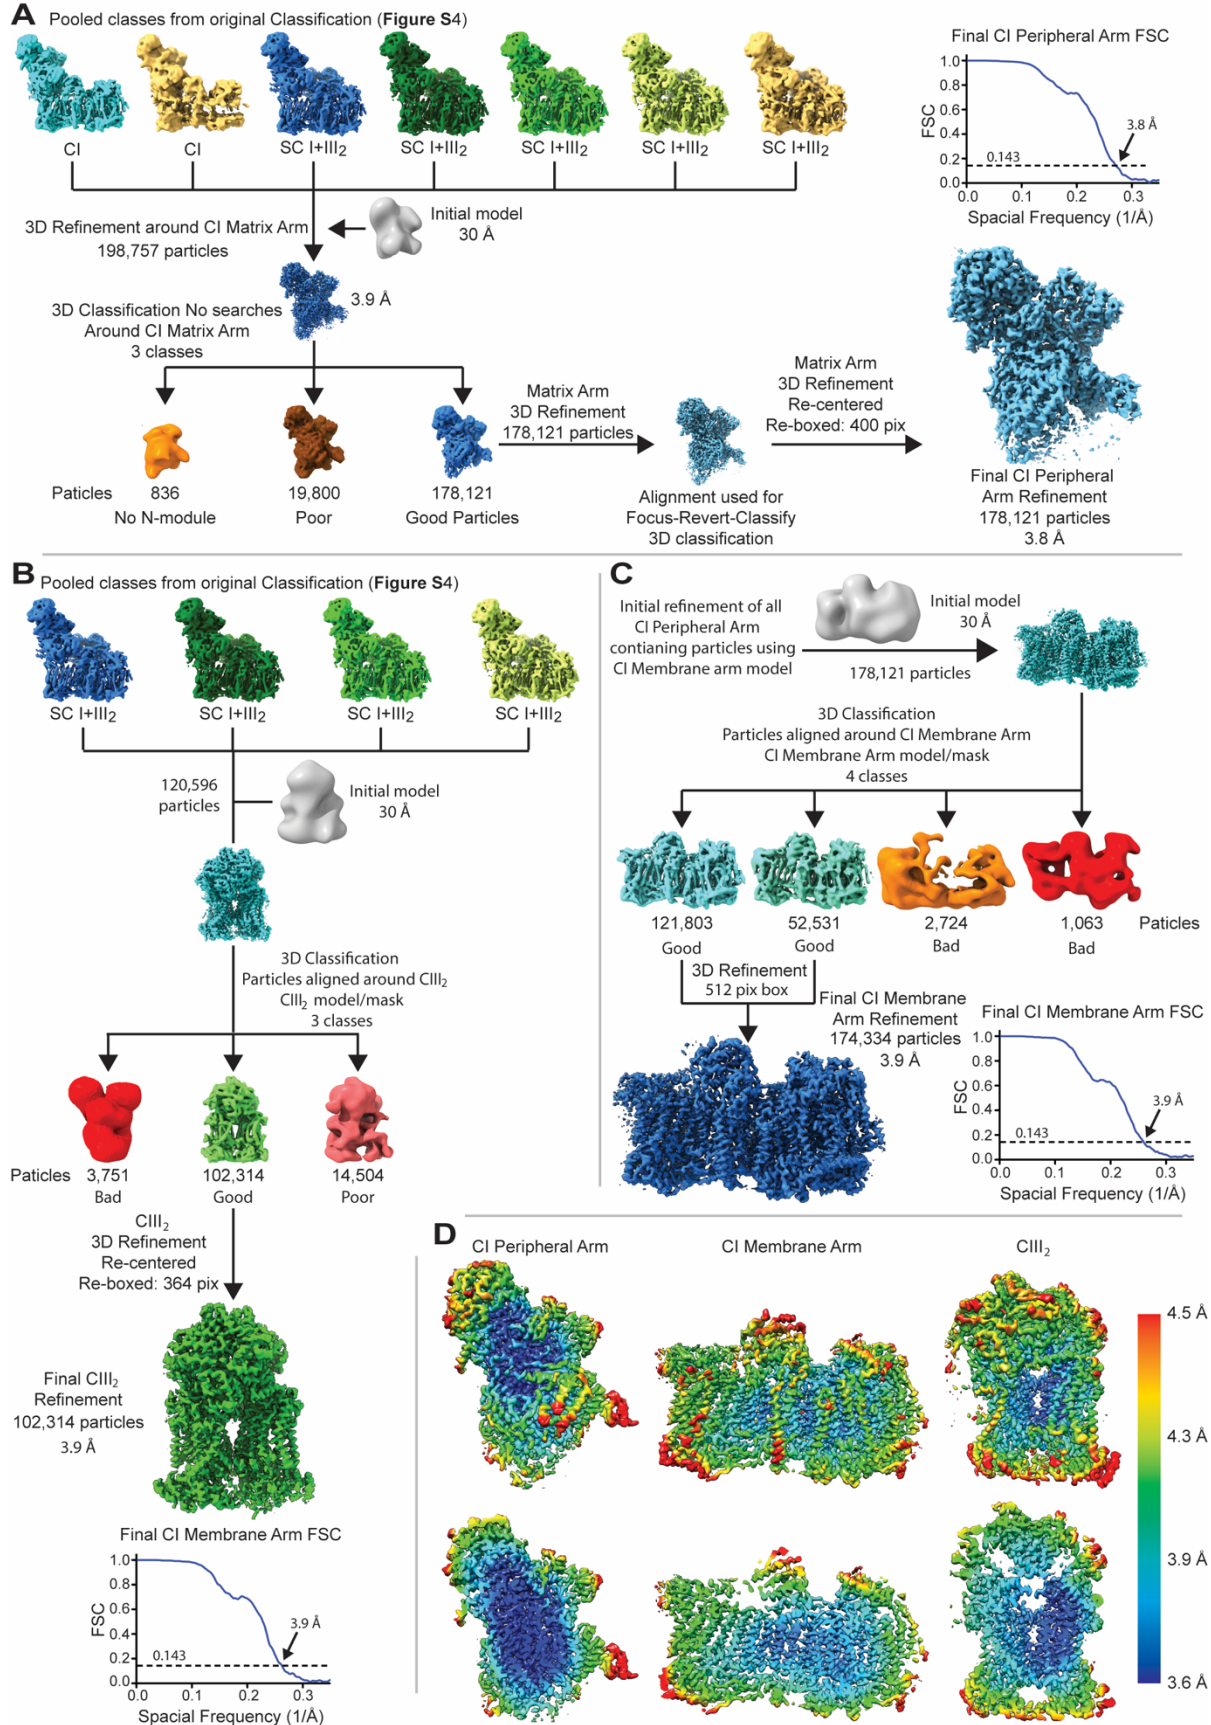 A
Pooled classes from original Classification (Figure S4)
CI
CI
SC I+III2
SC I+III2
SC I+III2
SC I+III2
SC I+III2
3D Refinement around CI Matrix Arm
198,757 particles
Initial model
30 Å
3.9 Å
3D Classification No searches
Around CI Matrix Arm
3 classes
Paticles
836
19,800
178,121
No N-module
Poor
Good Particles
Matrix Arm
3D Refinement
178,121 particles
Alignment used for
Focus-Revert-Classify
3D classification
Matrix Arm
3D Refinement
Re-centered
Re-boxed: 400 pix
Final CI Peripheral Arm FSC
1.0
0.8
0.6
0.4
0.2
0.0
FSC
0.143
3.8 Å
0.0
0.1
0.2
0.3
Spacial Frequency (1/Å)
Final CI Peripheral
Arm Refinement
178,121 particles
3.8 Å
B
Pooled classes from original Classification (Figure S4)
SC I+III2
SC I+III2
SC I+III2
SC I+III2
120,596
particles
Initial model
30 Å
3D Classification
Particles aligned around CIII2
CIII2 model/mask
3 classes
Paticles
3,751
102,314
14,504
Bad
Good
Poor
CIII2
3D Refinement
Re-centered
Re-boxed: 364 pix
Final CIII2
Refinement
102,314 particles
3.9 Å
Final CI Membrane Arm FSC
1.0
0.8
0.6
0.4
0.2
0.0
FSC
0.143
3.9 Å
0.0
0.1
0.2
0.3
Spacial Frequency (1/Å)
C
Initial refinement of all
CI Peripheral Arm
contianing particles using
CI Membrane arm model
Initial model
30 Å
178,121 particles
3D Classification
Particles aligned around CI Membrane Arm
CI Membrane Arm model/mask
4 classes
121,803
52,531
2,724
1,063
Paticles
Good
Good
Bad
Bad
3D Refinement
512 pix box
Final CI Membrane
Arm Refinement
174,334 particles
3.9 Å
Final CI Membrane Arm FSC
1.0
0.8
0.6
0.4
0.2
0.0
FSC
0.143
3.9 Å
0.0
0.1
0.2
0.3
Spacial Frequency (1/Å)
D
CI Peripheral Arm
CI Membrane Arm
CIII2
4.5 Å
4.3 Å
3.9 Å
3.6 Å